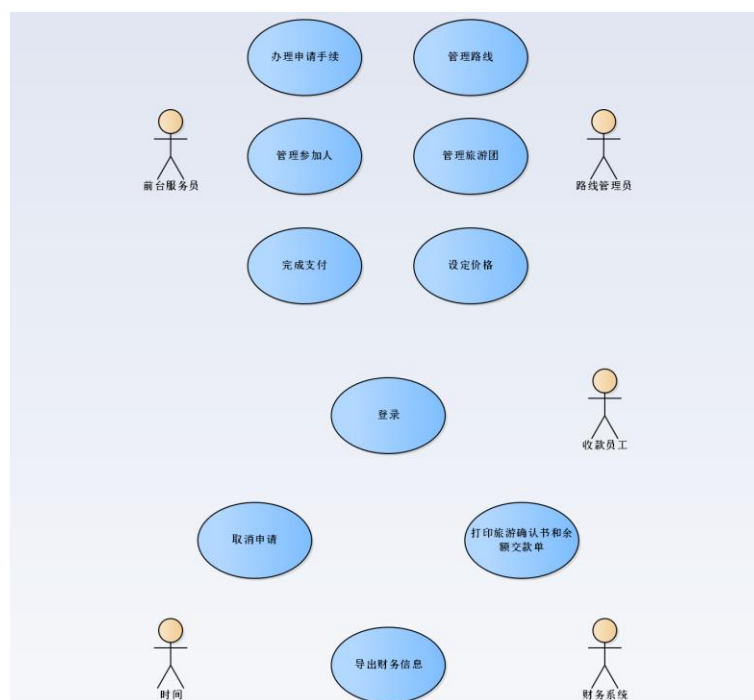 办理申请手续
管理路线
管理参加人
管理旅游团
前台服务员
路线管理员
完成支付
设定价格
登录
收款员工
取消申请
打印旅游确认书和余
额交款单
导出财务信息
时间
财务系统